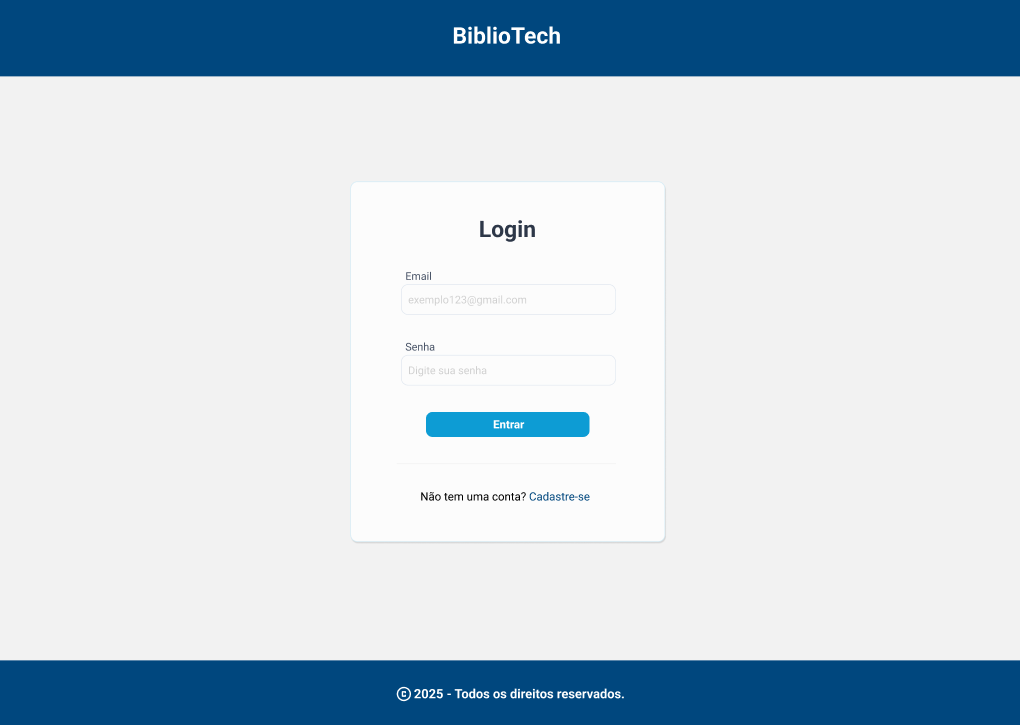 BiblioTech
Login
Email
exemplo123@gmail.com
Senha
Digite sua senha
Entrar
Não tem uma conta? Cadastre-se
© 2025 - Todos os direitos reservados.